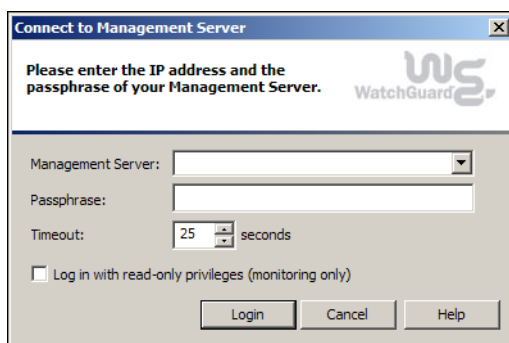 Connect to Management Server
Please enter the IP address and the
passphrase of your Management Server.
WatchGuard
Management Server:
Passphrase:
Timeout: 25 seconds
Log in with read-only privileges (monitoring only)
Login Cancel Help